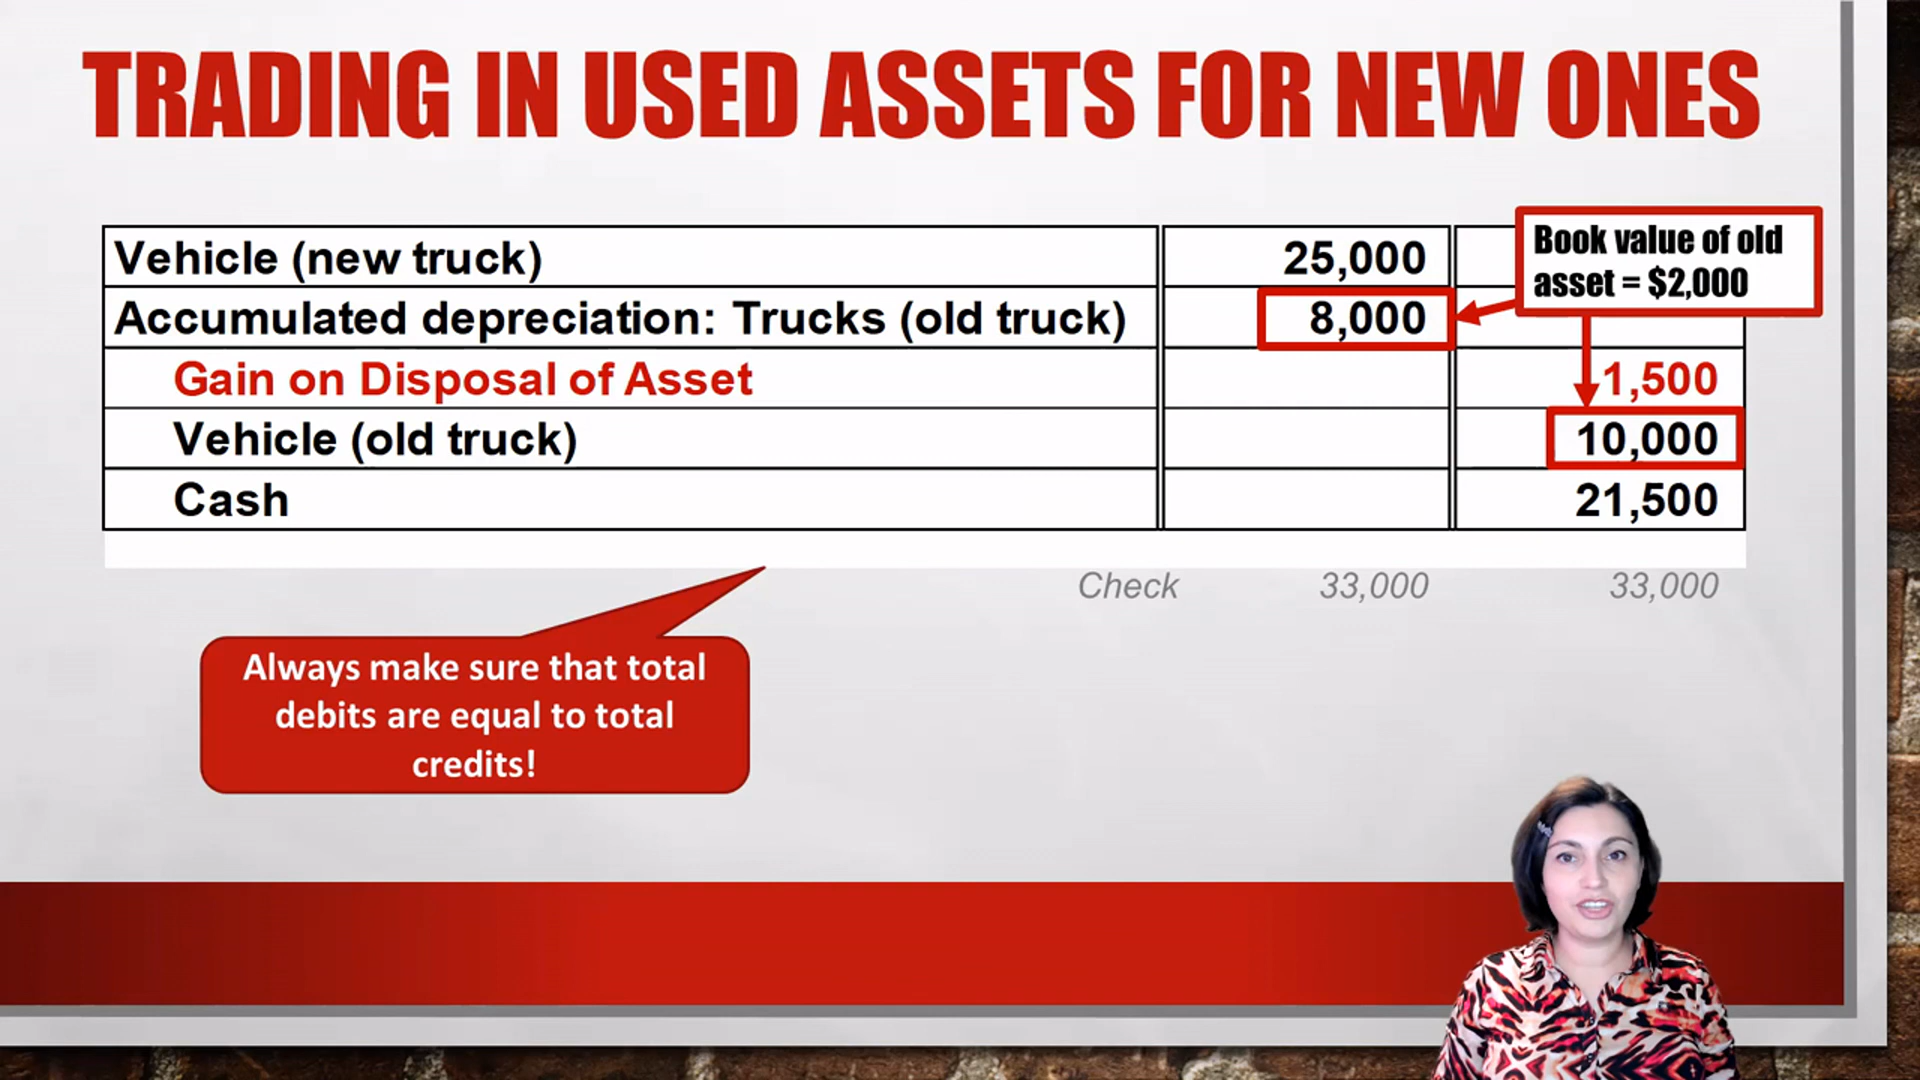 TRADING IN USED ASSETS FOR NEW ONES
Book value of old
asset = $2,000
Vehicle (new truck) 25,000
Accumulated depreciation: Trucks (old truck) 8,000
Gain on Disposal of Asset 1,500
Vehicle (old truck) 10,000
Cash 21,500
Check 33,000 33,000
Always make sure that total
debits are equal to total
credits!